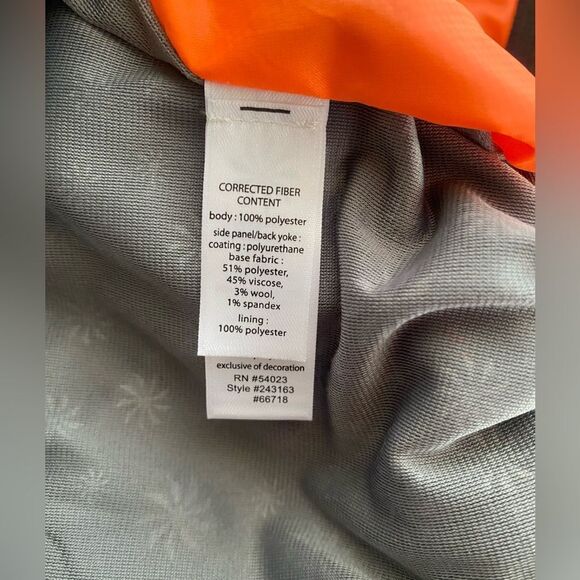 CORRECTED FIBER
CONTENT
body : 100% polyester
side panel/back yoke :
coating : polyurethane
base fabric :
51% polyester,
45% viscose,
3% wool,
1% spandex
lining :
100% polyester
exclusive of decoration
RN #54023
Style #243163
#66718